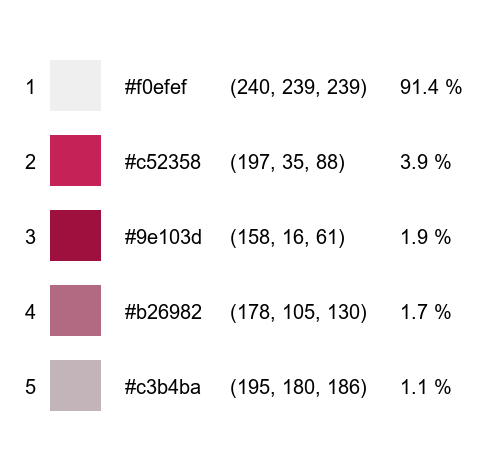 1 #f0efef (240, 239, 239) 91.4 %
2 #c52358 (197, 35, 88) 3.9 %
3 #9e103d (158, 16, 61) 1.9 %
4 #b26982 (178, 105, 130) 1.7 %
5 #c3b4ba (195, 180, 186) 1.1 %